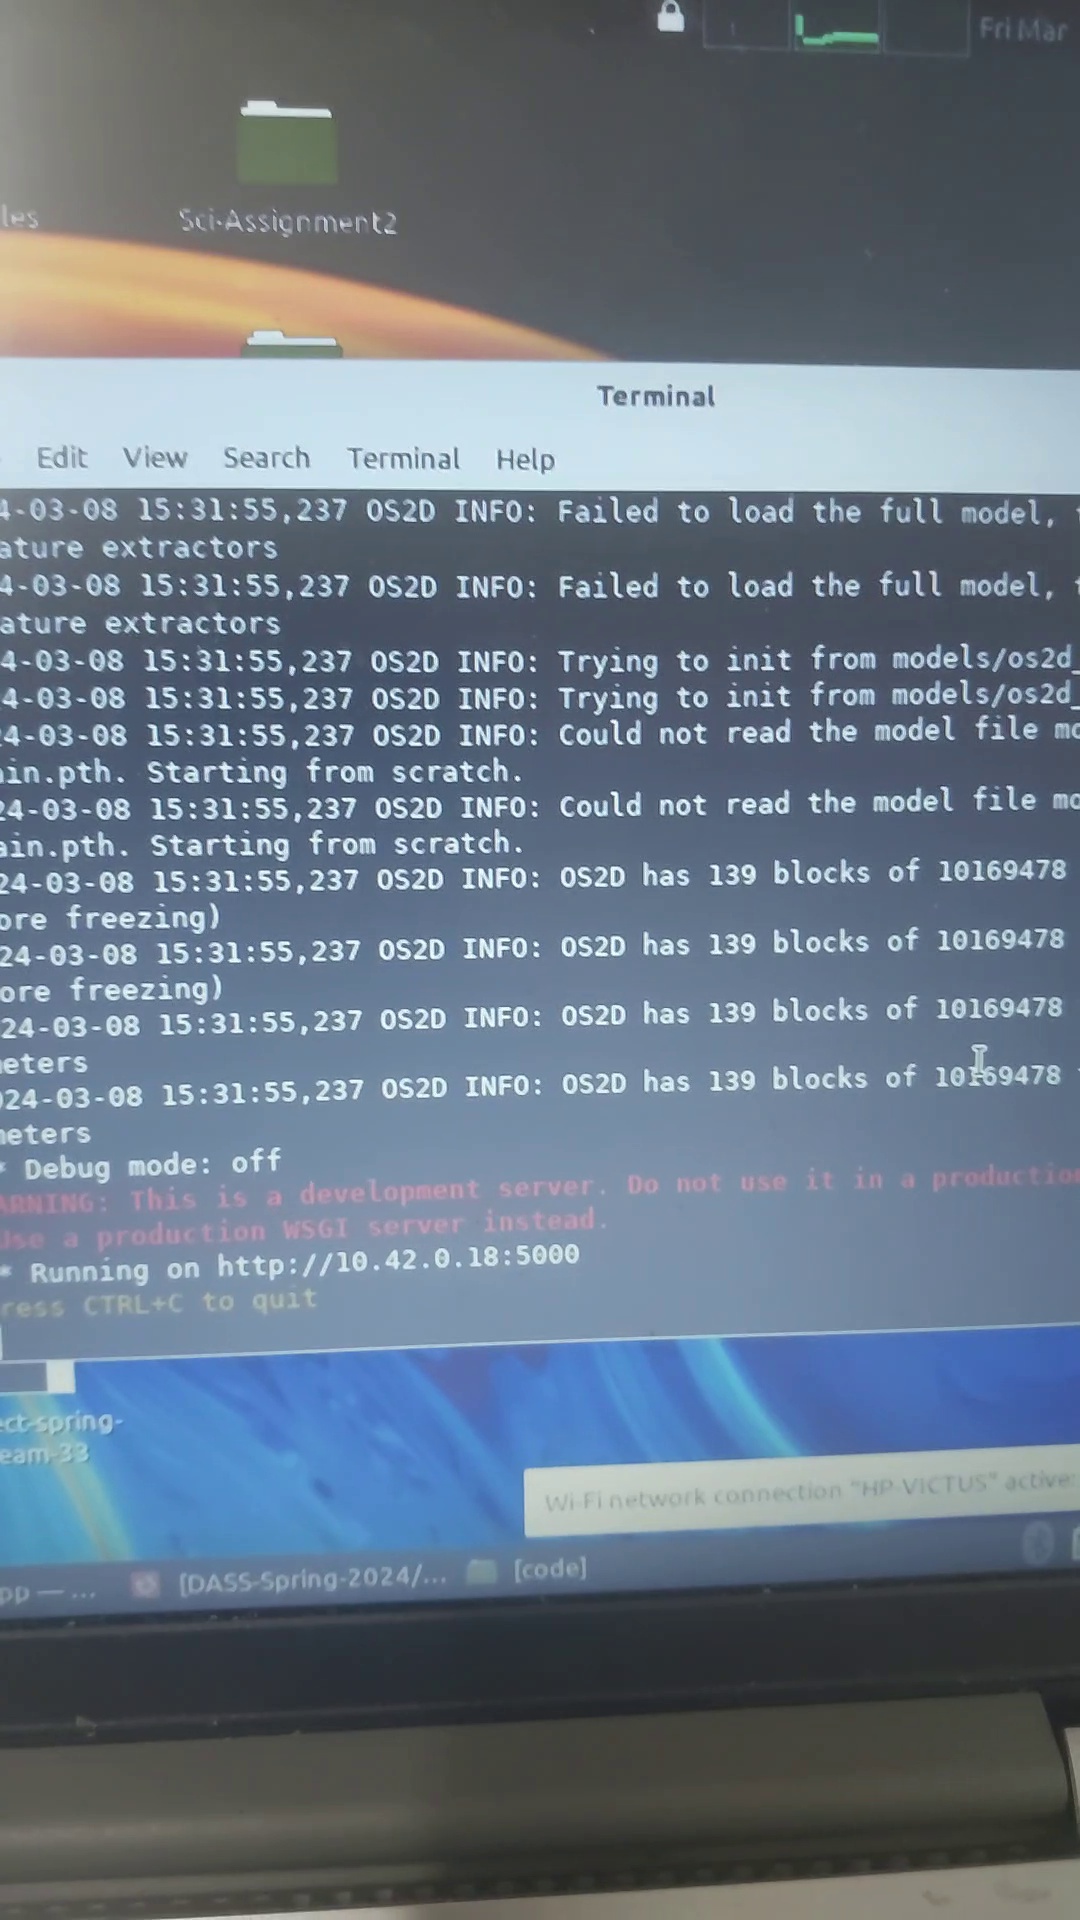 Fri Mar
les
Sci-Assignment2
Terminal
Edit View Search Terminal Help
4-03-08 15:31:55,237 OS2D INFO: Failed to load the full model,
ature extractors
4-03-08 15:31:55,237 OS2D INFO: Failed to load the full model,
ature extractors
4-03-08 15:31:55,237 OS2D INFO: Trying to init from models/os2d_
4-03-08 15:31:55,237 OS2D INFO: Trying to init from models/os2d_
24-03-08 15:31:55,237 OS2D INFO: Could not read the model file mo
ain.pth. Starting from scratch.
24-03-08 15:31:55,237 OS2D INFO: Could not read the model file mo
ain.pth. Starting from scratch.
24-03-08 15:31:55,237 OS2D INFO: OS2D has 139 blocks of 10169478
ore freezing)
24-03-08 15:31:55,237 OS2D INFO: OS2D has 139 blocks of 10169478
ore freezing)
24-03-08 15:31:55,237 OS2D INFO: OS2D has 139 blocks of 10169478
meters
024-03-08 15:31:55,237 OS2D INFO: OS2D has 139 blocks of 10169478
meters
* Debug mode: off
ARNING: This is a development server. Do not use it in a production
Use a production WSGI server instead.
* Running on http://10.42.0.18:5000
ress CTRL+C to quit
ect-spring-
eam-33
Wi-Fi network connection "HP-VICTUS" active
pp — ... [DASS-Spring-2024/... [code]